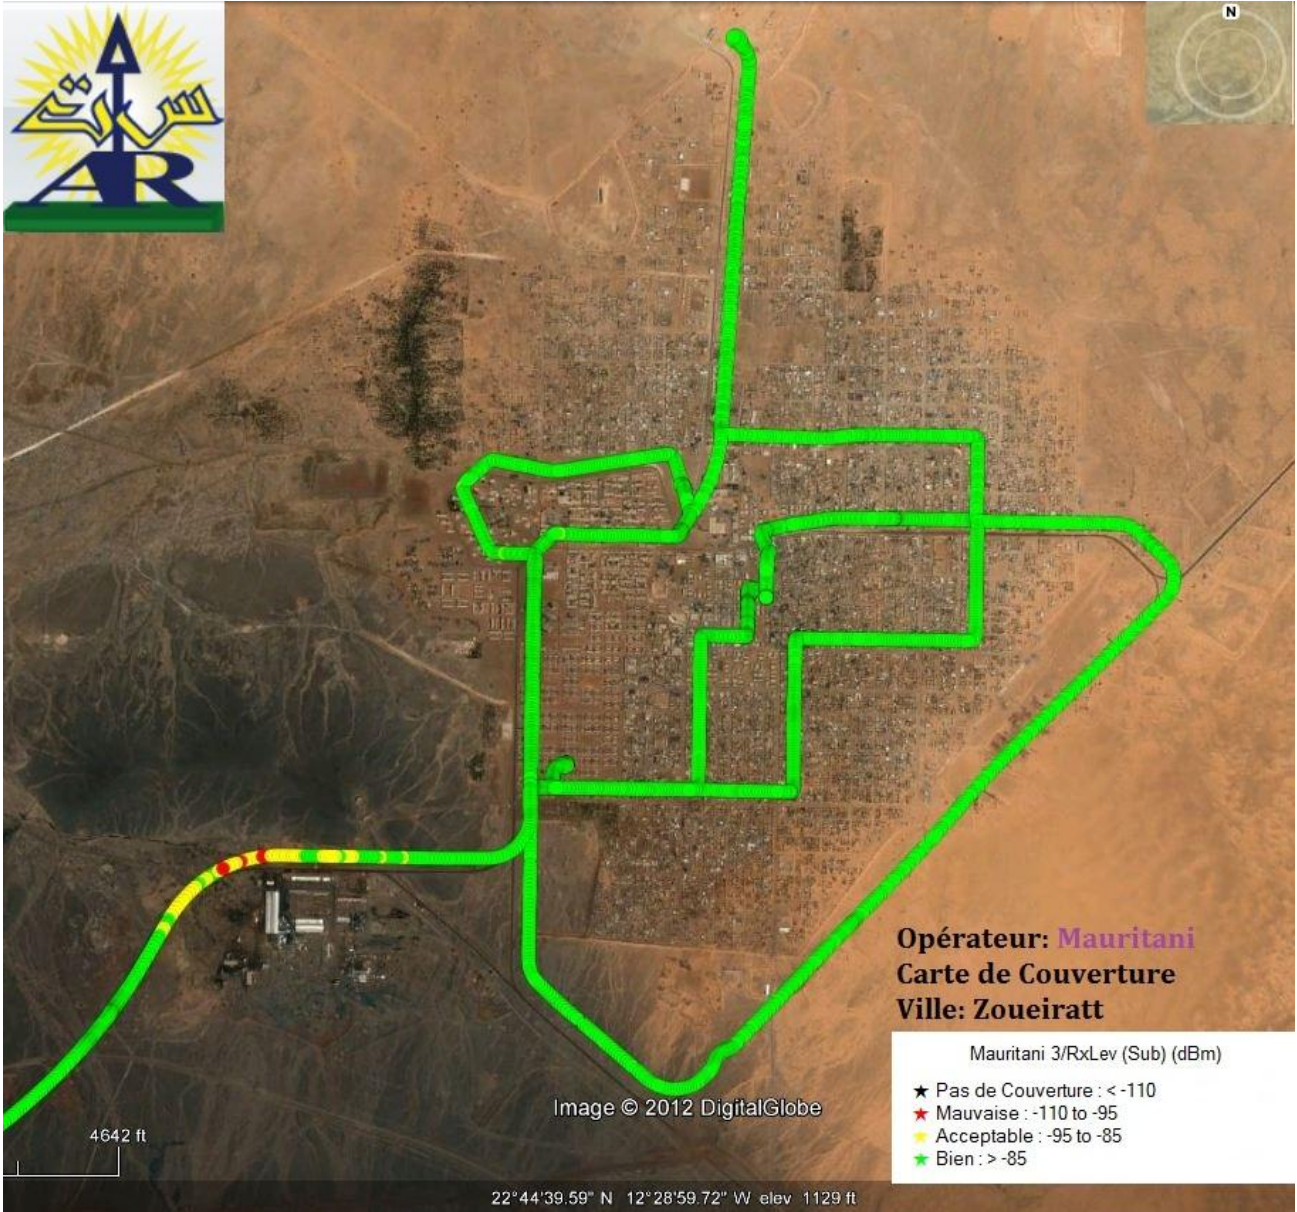 س ت
AR
N
Opérateur: Mauritani
Carte de Couverture
Ville: Zoueiratt
Mauritani 3/RxLev (Sub) (dBm)
★ Pas de Couverture : < -110
★ Mauvaise : -110 to -95
★ Acceptable : -95 to -85
★ Bien : > -85
Image © 2012 DigitalGlobe
4642 ft
22°44'39.59" N 12°28'59.72" W elev 1129 ft